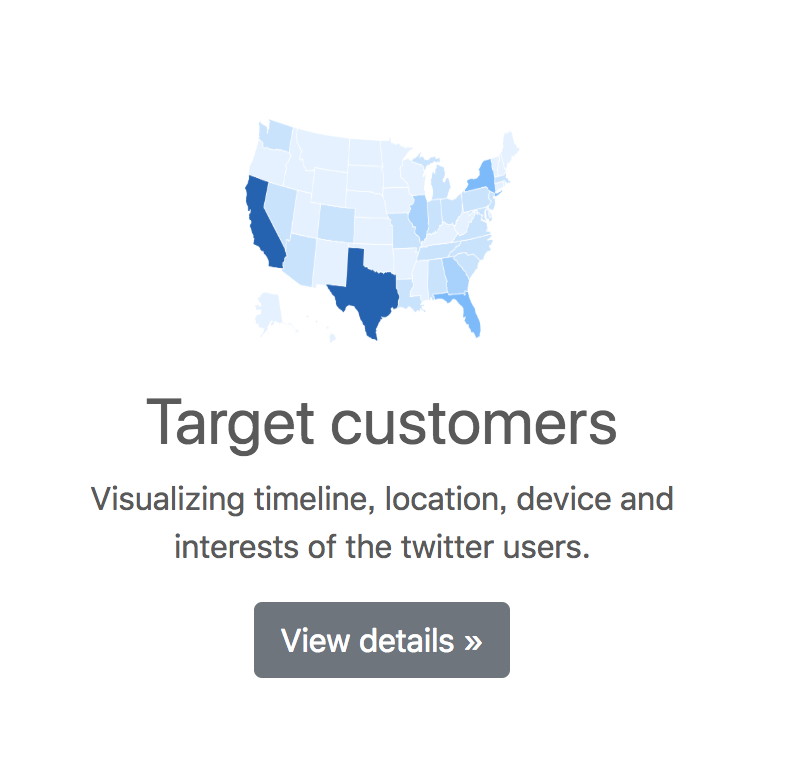 Target customers
Visualizing timeline, location, device and
interests of the twitter users.
View details »